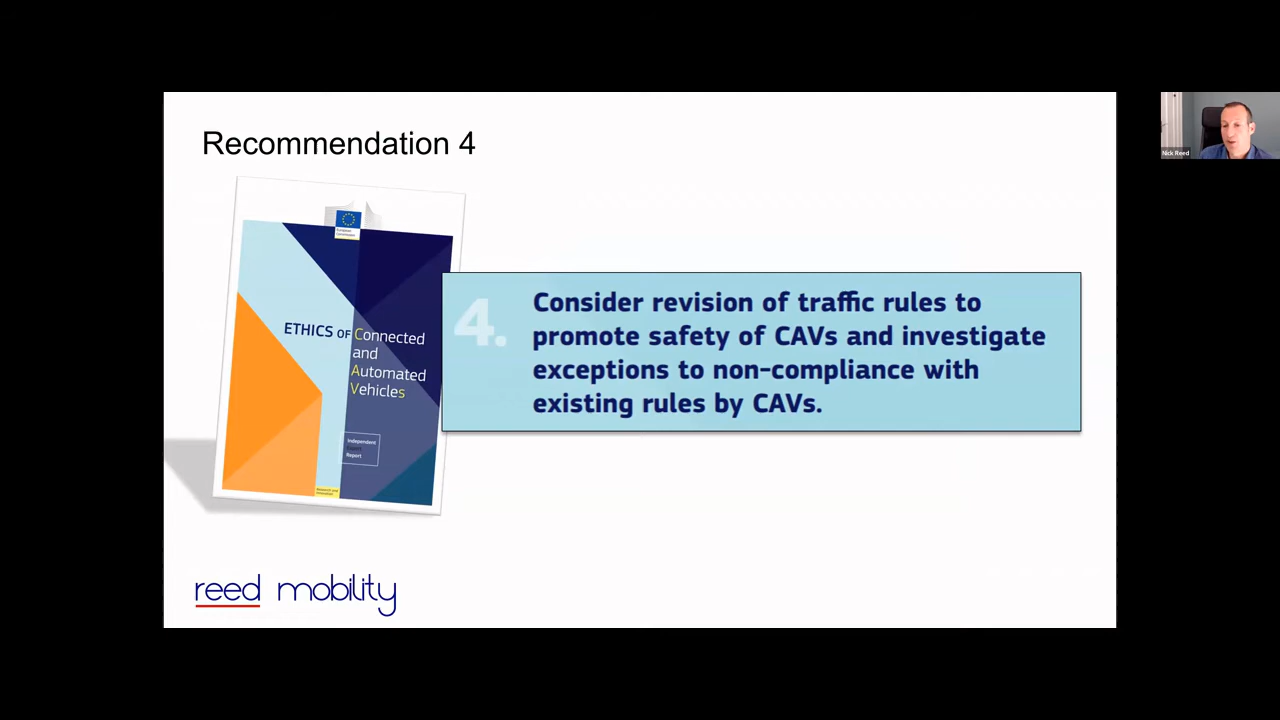 Recommendation 4
European
Commission
ETHICS OF Connected
and
Automated
Vehicles
Independent
Report
4. Consider revision of traffic rules to
promote safety of CAVs and investigate
exceptions to non-compliance with
existing rules by CAVs.
reed mobility
Nick Reed